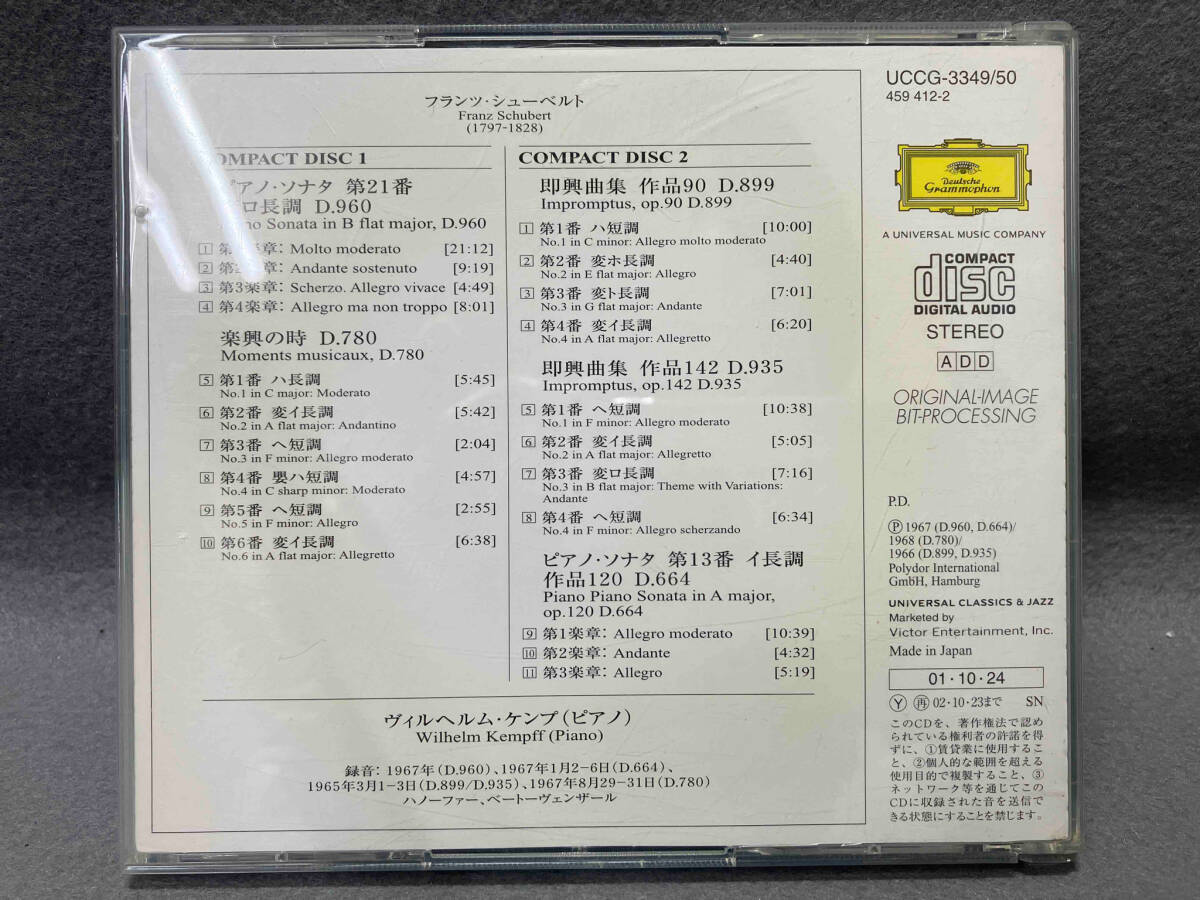 フランツ・シューベルト
Franz Schubert
(1797-1828)
OMPACT DISC 1
ピアノ・ソナタ 第21番
ロ長調 D.960
no Sonata in B flat major, D.960
1 第 章: Molto moderato [21:12]
2 第2 章: Andante sostenuto [9:19]
3 第3楽章: Scherzo. Allegro vivace [4:49]
4 第4楽章: Allegro ma non troppo [8:01]
楽興の時 D.780
Moments musicaux, D.780
5 第1番 ハ長調 [5:45]
No.1 in C major: Moderato
6 第2番 変イ長調 [5:42]
No.2 in A flat major: Andantino
7 第3番 ヘ短調 [2:04]
No.3 in F minor: Allegro moderato
8 第4番 嬰ハ短調 [4:57]
No.4 in C sharp minor: Moderato
9 第5番 ヘ短調 [2:55]
No.5 in F minor: Allegro
10 第6番 変イ長調 [6:38]
No.6 in A flat major: Allegretto
COMPACT DISC 2
即興曲集 作品90 D.899
Impromptus, op.90 D.899
1 第1番 ハ短調 [10:00]
No.1 in C minor: Allegro molto moderato
2 第2番 変ホ長調 [4:40]
No.2 in E flat major: Allegro
3 第3番 変ト長調 [7:01]
No.3 in G flat major: Andante
4 第4番 変イ長調 [6:20]
No.4 in A flat major: Allegretto
即興曲集 作品142 D.935
Impromptus, op.142 D.935
5 第1番 ヘ短調 [10:38]
No.1 in F minor: Allegro moderato
6 第2番 変イ長調 [5:05]
No.2 in A flat major: Allegretto
7 第3番 変ロ長調 [7:16]
No.3 in B flat major: Theme with Variations:
Andante
8 第4番 ヘ短調 [6:34]
No.4 in F minor: Allegro scherzando
ピアノ・ソナタ 第13番 イ長調
作品120 D.664
Piano Piano Sonata in A major,
op.120 D.664
9 第1楽章: Allegro moderato [10:39]
10 第2楽章: Andante [4:32]
11 第3楽章: Allegro [5:19]
ヴィルヘルム・ケンプ(ピアノ)
Wilhelm Kempff (Piano)
録音: 1967年(D.960)、1967年1月2-6日(D.664)、
1965年3月1-3日(D.899/D.935)、1967年8月29-31日(D.780)
ハノーファー、ベートーヴェンザール
UCCG-3349/50
459 412-2
Deutsche
Grammophon
A UNIVERSAL MUSIC COMPANY
COMPACT
disc
DIGITAL AUDIO
STEREO
A D D
ORIGINAL-IMAGE
BIT-PROCESSING
P.D.
Ⓟ 1967 (D.960, D.664)/
1968 (D.780)/
1966 (D.899, D.935)
Polydor International
GmbH, Hamburg
UNIVERSAL CLASSICS & JAZZ
Marketed by
Victor Entertainment, Inc.
Made in Japan
01・10・24
Ⓨ 再 02・10・23まで SN
このCDを、著作権法で認め
られている権利者の許諾を得
ずに、①賃貸業に使用するこ
と、②個人的な範囲を超える
使用目的で複製すること、③
ネットワーク等を通じてこの
CDに収録された音を送信で
きる状態にすることを禁じます。